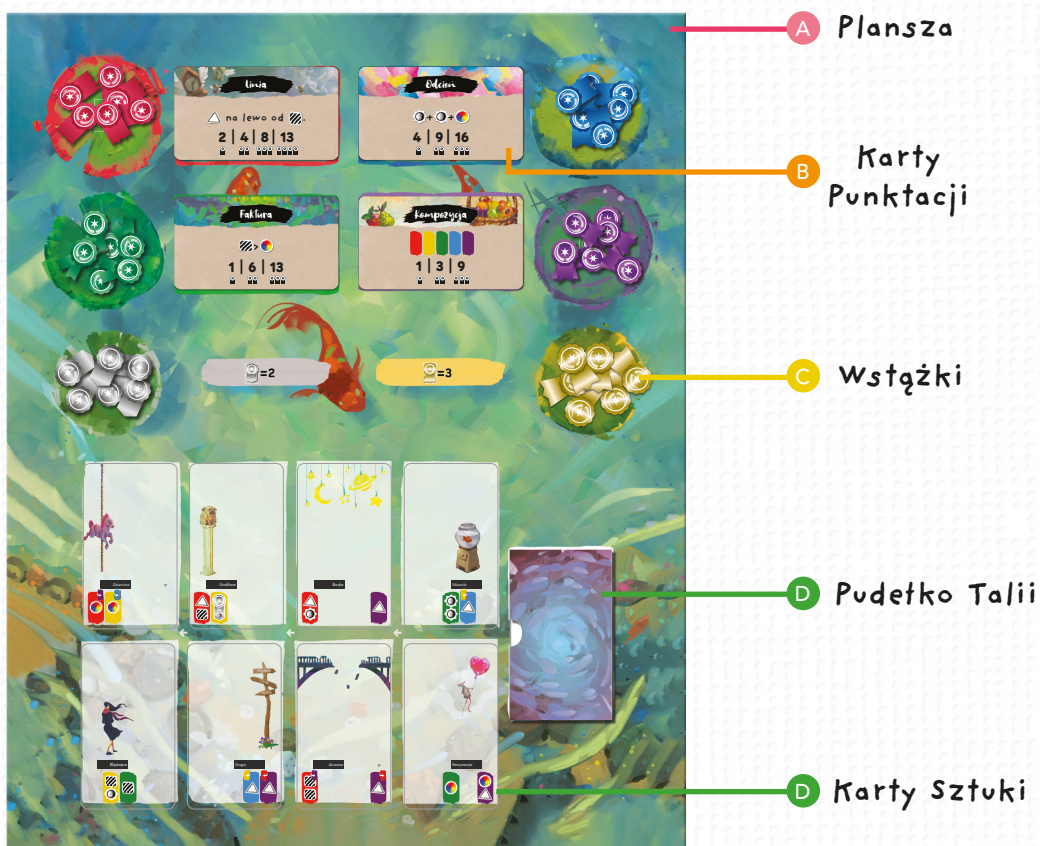 A Plansza
Linia
na lewo od
2 | 4 | 8 | 13
Odcień
+ +
4 | 9 | 16
B Karty
Punktacji
Faktura
>
1 | 6 | 13
Kompozycja
1 | 3 | 9
=2
=3
C Wstążki
D Pudełko Talii
D Karty Sztuki